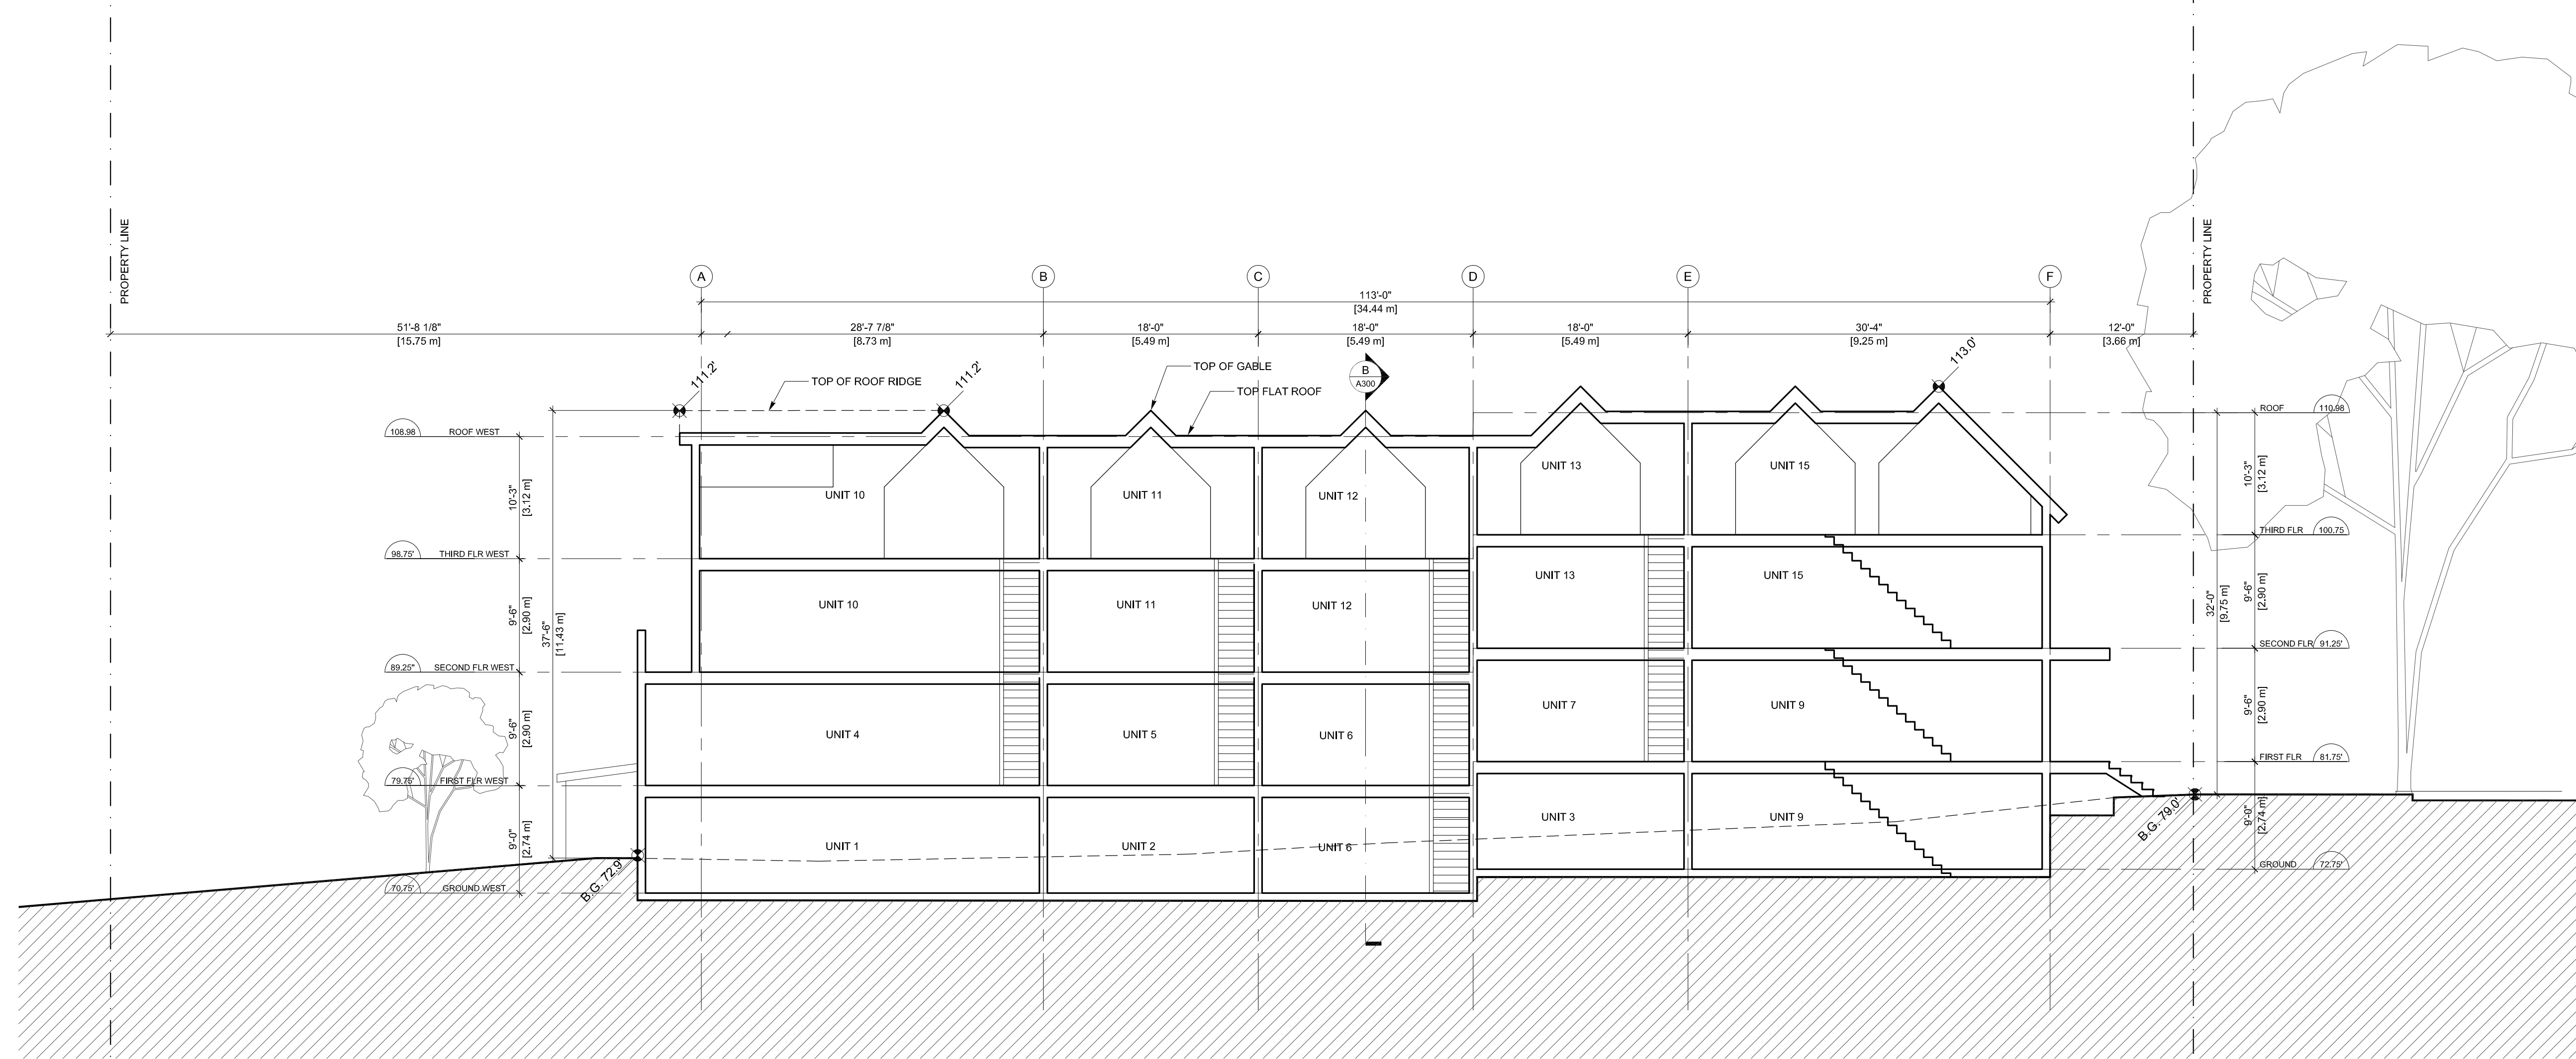 PROPERTY LINE
PROPERTY LINE
A
B
C
D
E
F
113'-0"
[34.44 m]
51'-8 1/8"
[15.75 m]
28'-7 7/8"
[8.73 m]
18'-0"
[5.49 m]
18'-0"
[5.49 m]
18'-0"
[5.49 m]
30'-4"
[9.25 m]
12'-0"
[3.66 m]
111.2'
TOP OF ROOF RIDGE
111.2'
TOP OF GABLE
TOP FLAT ROOF
B
A300
113.0'
108.98
ROOF WEST
ROOF
110.98
10'-3"
[3.12 m]
UNIT 10
UNIT 11
UNIT 12
UNIT 13
UNIT 15
10'-3"
[3.12 m]
98.75'
THIRD FLR WEST
THIRD FLR
100.75
9'-6"
[2.90 m]
37'-6"
[11.43 m]
UNIT 10
UNIT 11
UNIT 12
UNIT 13
UNIT 15
32'-0"
[9.75 m]
9'-6"
[2.90 m]
89.25"
SECOND FLR WEST
SECOND FLR
91.25'
9'-6"
[2.90 m]
UNIT 4
UNIT 5
UNIT 6
UNIT 7
UNIT 9
9'-6"
[2.90 m]
79.75'
FIRST FLR WEST
FIRST FLR
81.75'
9'-0"
[2.74 m]
UNIT 1
UNIT 2
UNIT 6
UNIT 3
UNIT 9
B.G. 79.0'
9'-0"
[2.74 m]
B.G. 72.9'
70.75'
GROUND WEST
GROUND
72.75'